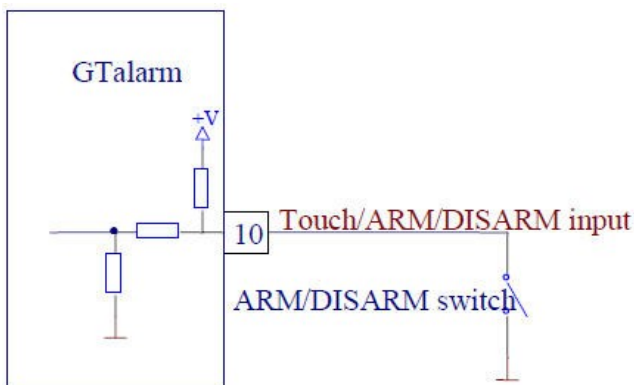 GTalarm
+V
10
Touch/ARM/DISARM input
ARM/DISARM switch